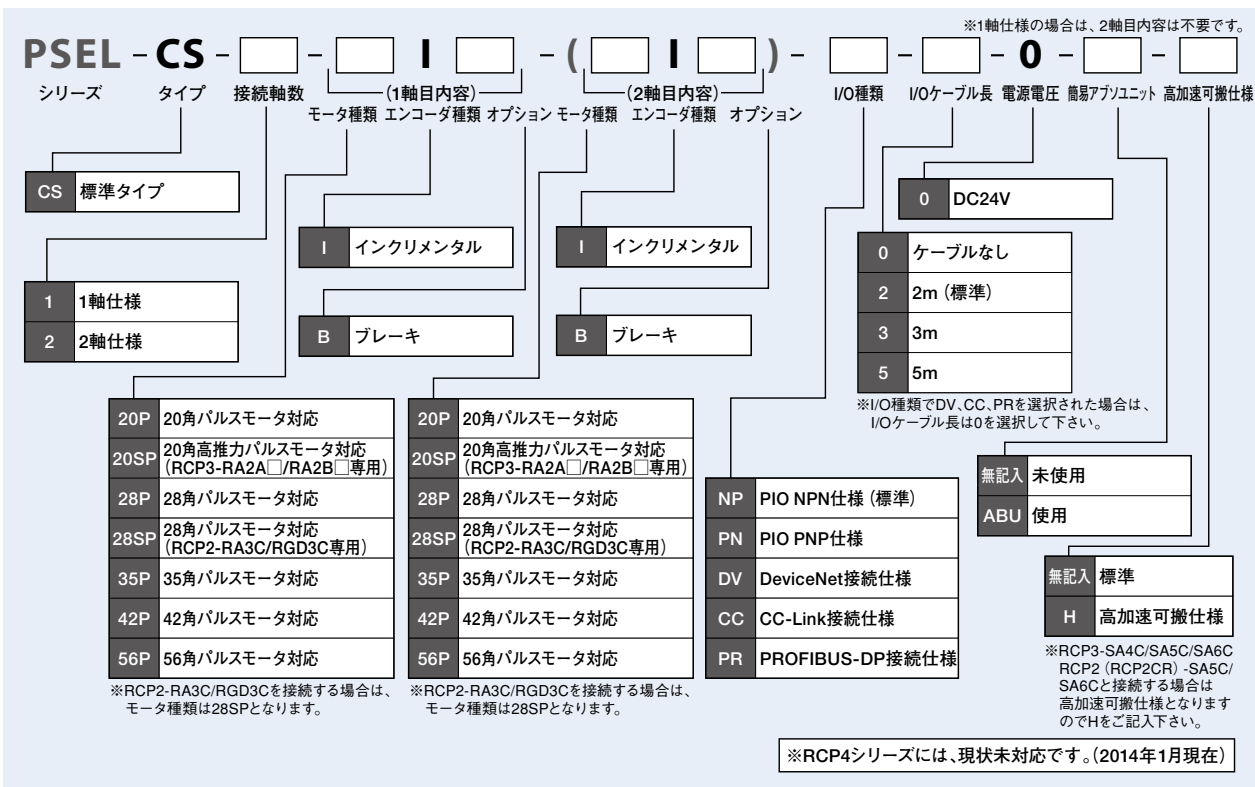 ※1軸仕様の場合は、2軸目内容は不要です。
PSEL - CS - □ - □ I □ - ( □ I □ ) - □ - □ - 0 - □ - □
シリーズ タイプ 接続軸数 (1軸目内容) (2軸目内容) I/O種類 I/Oケーブル長 電源電圧 簡易アブソユニット 高加速可搬仕様
モータ種類 エンコーダ種類 オプション モータ種類 エンコーダ種類 オプション
CS 標準タイプ
1 1軸仕様
2 2軸仕様
I インクリメンタル
B ブレーキ
I インクリメンタル
B ブレーキ
20P 20角パルスモータ対応
20SP 20角高推力パルスモータ対応
(RCP3-RA2A□/RA2B□専用)
28P 28角パルスモータ対応
28SP 28角パルスモータ対応
(RCP2-RA3C/RGD3C専用)
35P 35角パルスモータ対応
42P 42角パルスモータ対応
56P 56角パルスモータ対応
※RCP2-RA3C/RGD3Cを接続する場合は、
モータ種類は28SPとなります。
20P 20角パルスモータ対応
20SP 20角高推力パルスモータ対応
(RCP3-RA2A□/RA2B□専用)
28P 28角パルスモータ対応
28SP 28角パルスモータ対応
(RCP2-RA3C/RGD3C専用)
35P 35角パルスモータ対応
42P 42角パルスモータ対応
56P 56角パルスモータ対応
※RCP2-RA3C/RGD3Cを接続する場合は、
モータ種類は28SPとなります。
NP PIO NPN仕様(標準)
PN PIO PNP仕様
DV DeviceNet接続仕様
CC CC-Link接続仕様
PR PROFIBUS-DP接続仕様
0 DC24V
0 ケーブルなし
2 2m(標準)
3 3m
5 5m
※I/O種類でDV、CC、PRを選択された場合は、
I/Oケーブル長は0を選択して下さい。
無記入 未使用
ABU 使用
無記入 標準
H 高加速可搬仕様
※RCP3-SA4C/SA5C/SA6C
RCP2(RCP2CR)-SA5C/
SA6Cと接続する場合は
高加速可搬仕様となります
のでHをご記入下さい。
※RCP4シリーズには、現状未対応です。(2014年1月現在)